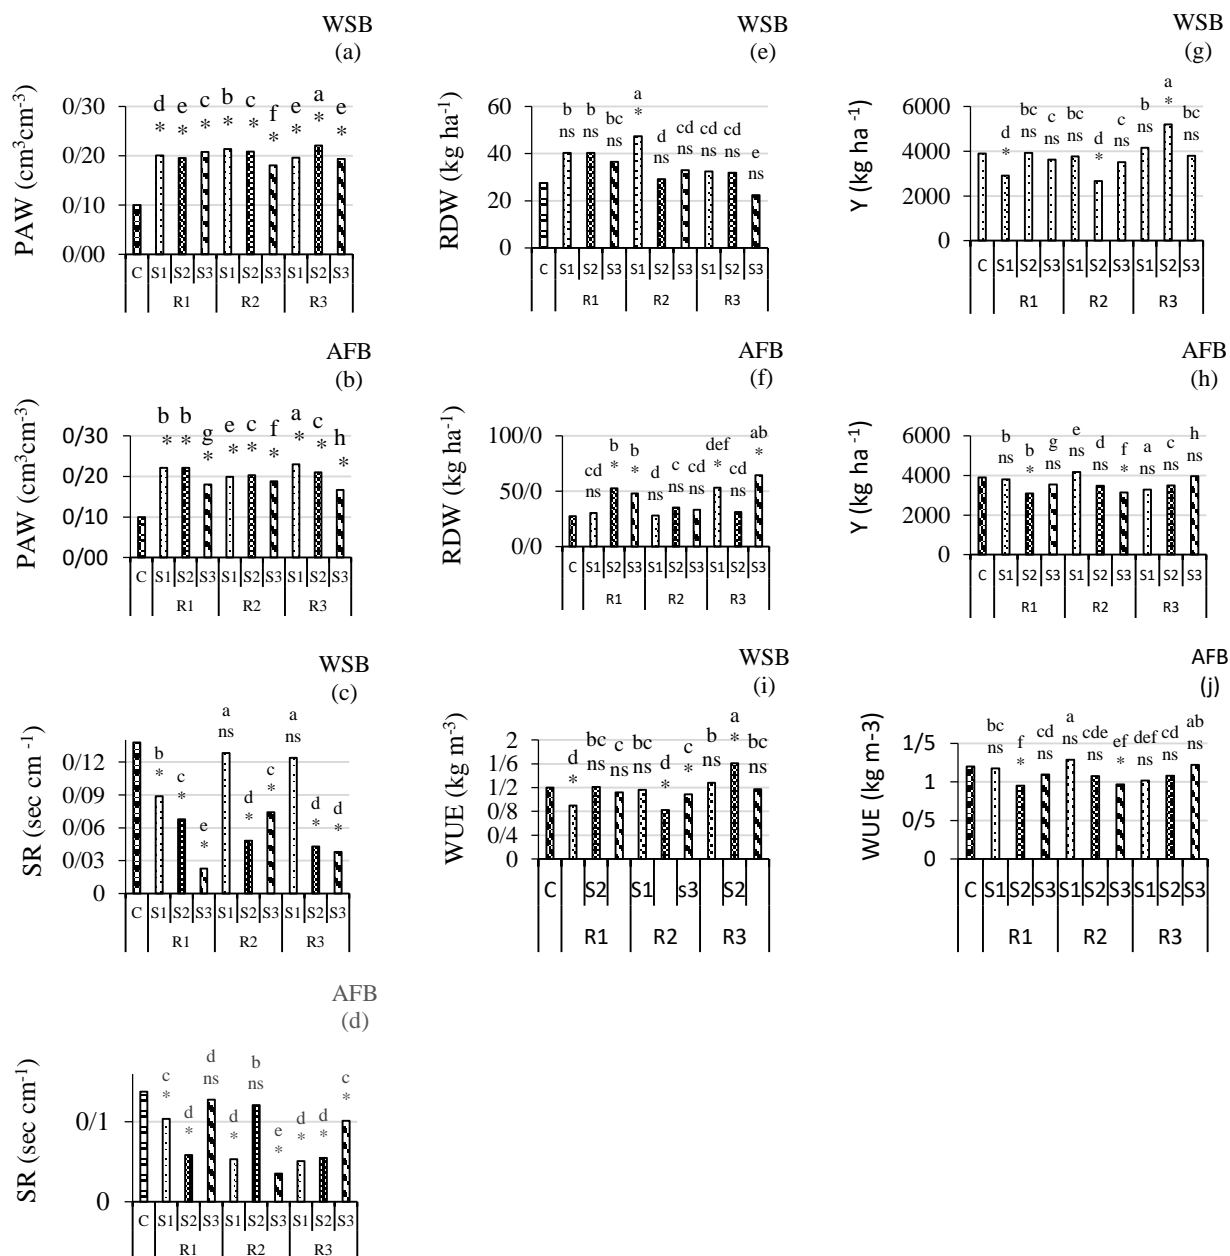 WSB
(a)
PAW (cm³cm⁻³)
0/30
0/20
0/10
0/00
d e c b c f e a e
* * * * * * * * *
C S1 S2 S3 S1 S2 S3 S1 S2 S3
R1 R2 R3
WSB
(e)
RDW (kg ha⁻¹)
60
40
20
0
b b bc a d cd cd cd e
ns ns ns * ns ns ns ns ns
C S1 S2 S3 S1 S2 S3 S1 S2 S3
R1 R2 R3
WSB
(g)
Y (kg ha ⁻¹)
6000
4000
2000
0
d bc c bc d c b a bc
* ns ns ns * ns ns * ns
C S1 S2 S3 S1 S2 S3 S1 S2 S3
R1 R2 R3
AFB
(b)
PAW (cm³cm⁻³)
0/30
0/20
0/10
0/00
b b g e c f a c h
* * * * * * * * *
C S1 S2 S3 S1 S2 S3 S1 S2 S3
R1 R2 R3
AFB
(f)
RDW (kg ha⁻¹)
100/0
50/0
0/0
cd b b d c cd def cd ab
ns * * ns ns ns * ns *
C S1 S2 S3 S1 S2 S3 S1 S2 S3
R1 R2 R3
AFB
(h)
Y (kg ha ⁻¹)
6000
4000
2000
0
b b g e d f a c h
ns * ns ns ns * ns ns ns
C S1 S2 S3 S1 S2 S3 S1 S2 S3
R1 R2 R3
WSB
(c)
SR (sec cm ⁻¹)
0/12
0/09
0/06
0/03
0
b c e a d c a d d
* * * ns * * ns * *
C S1 S2 S3 S1 S2 S3 S1 S2 S3
R1 R2 R3
WSB
(i)
WUE (kg m⁻³)
2
1/6
1/2
0/8
0/4
0
d bc c bc d c b a bc
* ns ns ns * * ns * ns
C S2 S1 s3 S2
R1 R2 R3
AFB
(j)
WUE (kg m-3)
1/5
1
0/5
0
bc f cd a cde ef def cd ab
ns * ns ns ns * ns ns ns
C S1 S2 S3 S1 S2 S3 S1 S2 S3
R1 R2 R3
AFB
(d)
SR (sec cm⁻¹)
0/1
0
c d d d b e d d c
* * ns * ns * * * *
C S1 S2 S3 S1 S2 S3 S1 S2 S3
R1 R2 R3